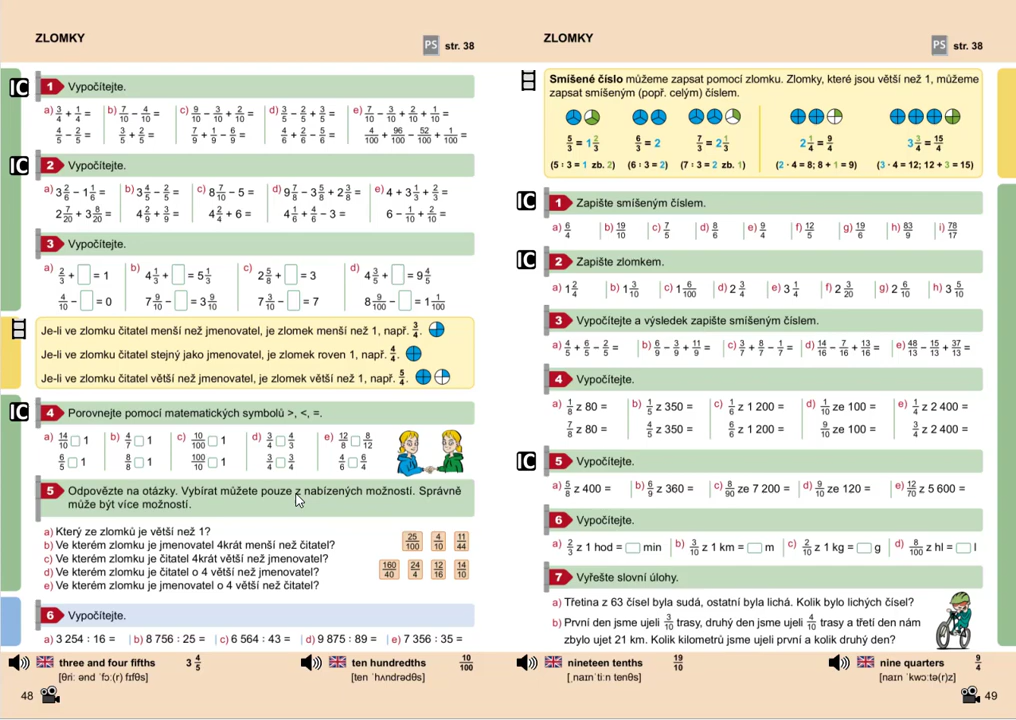 ZLOMKY
PS str. 38
IC
1 Vypočítejte.
a) 3/4 + 1/4 = b) 7/10 − 4/10 = c) 9/10 − 3/10 + 2/10 = d) 3/5 − 2/5 + 3/5 = e) 7/10 − 3/10 + 2/10 + 1/10 =
4/5 − 2/5 = 3/5 + 2/5 = 7/9 + 1/9 − 6/9 = 4/6 + 2/6 − 5/6 = 4/100 + 96/100 − 52/100 + 1/100 =
IC
2 Vypočítejte.
a) 3 2/6 − 1 1/6 = b) 3 4/5 − 2/5 = c) 8 7/10 − 5 = d) 9 7/8 − 3 5/8 + 2 3/8 = e) 4 + 3 1/3 + 2/3 =
2 7/20 + 3 8/20 = 4 2/9 + 3/9 = 4 2/4 + 6 = 4 1/6 + 4/6 − 3 = 6 − 1/10 + 2/10 =
3 Vypočítejte.
a) 2/3 + □ = 1 b) 4 1/3 + □ = 5 1/3 c) 2 5/8 + □ = 3 d) 4 3/5 + □ = 9 4/5
4/10 − □ = 0 7 9/10 − □ = 3 9/10 7 3/10 − □ = 7 8 9/100 − □ = 1 1/100
Je-li ve zlomku čitatel menší než jmenovatel, je zlomek menší než 1, např. 3/4.
Je-li ve zlomku čitatel stejný jako jmenovatel, je zlomek roven 1, např. 4/4.
Je-li ve zlomku čitatel větší než jmenovatel, je zlomek větší než 1, např. 5/4.
IC
4 Porovnejte pomocí matematických symbolů >, <, =.
a) 14/10 □ 1 b) 4/7 □ 1 c) 10/100 □ 1 d) 3/4 □ 4/3 e) 12/8 □ 8/12
6/5 □ 1 8/8 □ 1 100/10 □ 1 3/4 □ 3/4 4/6 □ 6/4
5 Odpovězte na otázky. Vybírat můžete pouze z nabízených možností. Správně
může být více možností.
a) Který ze zlomků je větší než 1?
b) Ve kterém zlomku je jmenovatel 4krát menší než čitatel?
c) Ve kterém zlomku je čitatel 4krát větší než jmenovatel?
d) Ve kterém zlomku je čitatel o 4 větší než jmenovatel?
e) Ve kterém zlomku je jmenovatel o 4 větší než čitatel?
25/100 4/10 11/44
160/40 24/4 12/16 14/10
6 Vypočítejte.
a) 3 254 : 16 = b) 8 756 : 25 = c) 6 564 : 43 = d) 9 875 : 89 = e) 7 356 : 35 =
three and four fifths 3 4/5 ten hundredths 10/100
[θriː ənd ˈfɔː(r) fɪfθs] [ten ˈhʌndrədθs]
48
ZLOMKY
PS str. 38
Smíšené číslo můžeme zapsat pomocí zlomku. Zlomky, které jsou větší než 1, můžeme
zapsat smíšeným (popř. celým) číslem.
5/3 = 1 2/3 6/3 = 2 7/3 = 2 1/3 2 1/4 = 9/4 3 3/4 = 15/4
(5 : 3 = 1 zb. 2) (6 : 3 = 2) (7 : 3 = 2 zb. 1) (2 · 4 = 8; 8 + 1 = 9) (3 · 4 = 12; 12 + 3 = 15)
IC
1 Zapište smíšeným číslem.
a) 6/4 b) 19/10 c) 7/5 d) 8/6 e) 9/4 f) 12/5 g) 19/6 h) 83/9 i) 78/17
IC
2 Zapište zlomkem.
a) 1 2/4 b) 1 3/10 c) 1 6/100 d) 2 3/4 e) 3 1/4 f) 2 3/20 g) 2 6/10 h) 3 5/10
3 Vypočítejte a výsledek zapište smíšeným číslem.
a) 4/5 + 6/5 − 2/5 = b) 6/9 − 3/9 + 11/9 = c) 3/7 + 8/7 − 1/7 = d) 14/16 − 7/16 + 13/16 = e) 48/13 − 15/13 + 37/13 =
4 Vypočítejte.
a) 1/8 z 80 = b) 1/5 z 350 = c) 1/6 z 1 200 = d) 1/10 ze 100 = e) 1/4 z 2 400 =
7/8 z 80 = 4/5 z 350 = 6/6 z 1 200 = 9/10 ze 100 = 3/4 z 2 400 =
IC
5 Vypočítejte.
a) 5/8 z 400 = b) 6/9 z 360 = c) 8/90 ze 7 200 = d) 9/10 ze 120 = e) 12/70 z 5 600 =
6 Vypočítejte.
a) 2/3 z 1 hod = □ min b) 3/10 z 1 km = □ m c) 2/10 z 1 kg = □ g d) 8/100 z hl = □ l
7 Vyřešte slovní úlohy.
a) Třetina z 63 čísel byla sudá, ostatní byla lichá. Kolik bylo lichých čísel?
b) První den jsme ujeli 3/10 trasy, druhý den jsme ujeli 4/10 trasy a třetí den nám
zbylo ujet 21 km. Kolik kilometrů jsme ujeli první a kolik druhý den?
nineteen tenths 19/10 nine quarters 9/4
[ˌnaɪnˈtiːn tenθs] [naɪn ˈkwɔːtə(r)z]
49